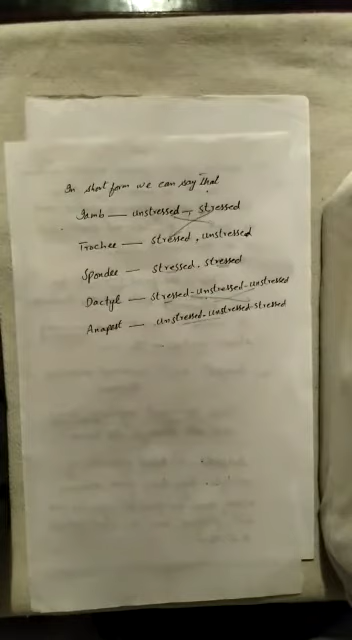 In short form we can say That
Iamb — unstressed —, stressed
Trochee — stressed, unstressed
Spondee — stressed, stressed
Dactyl — stressed-unstressed-unstressed
Anapest — unstressed-unstressed-stressed